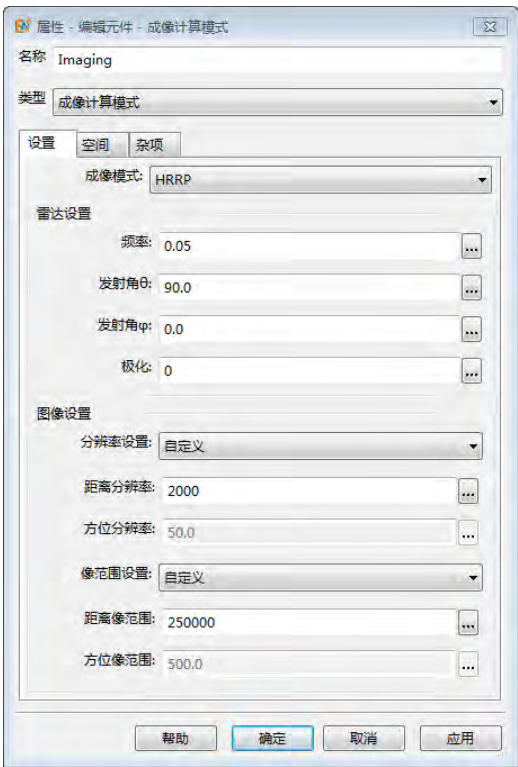 属性 - 编辑元件 - 成像计算模式
名称 Imaging
类型 成像计算模式
设置 空间 杂项
成像模式: HRRP
雷达设置
频率: 0.05 ...
发射角θ: 90.0 ...
发射角φ: 0.0 ...
极化: 0 ...
图像设置
分辨率设置: 自定义
距离分辨率: 2000 ...
方位分辨率: 50.0 ...
像范围设置: 自定义
距离像范围: 250000 ...
方位像范围: 500.0 ...
帮助 确定 取消 应用